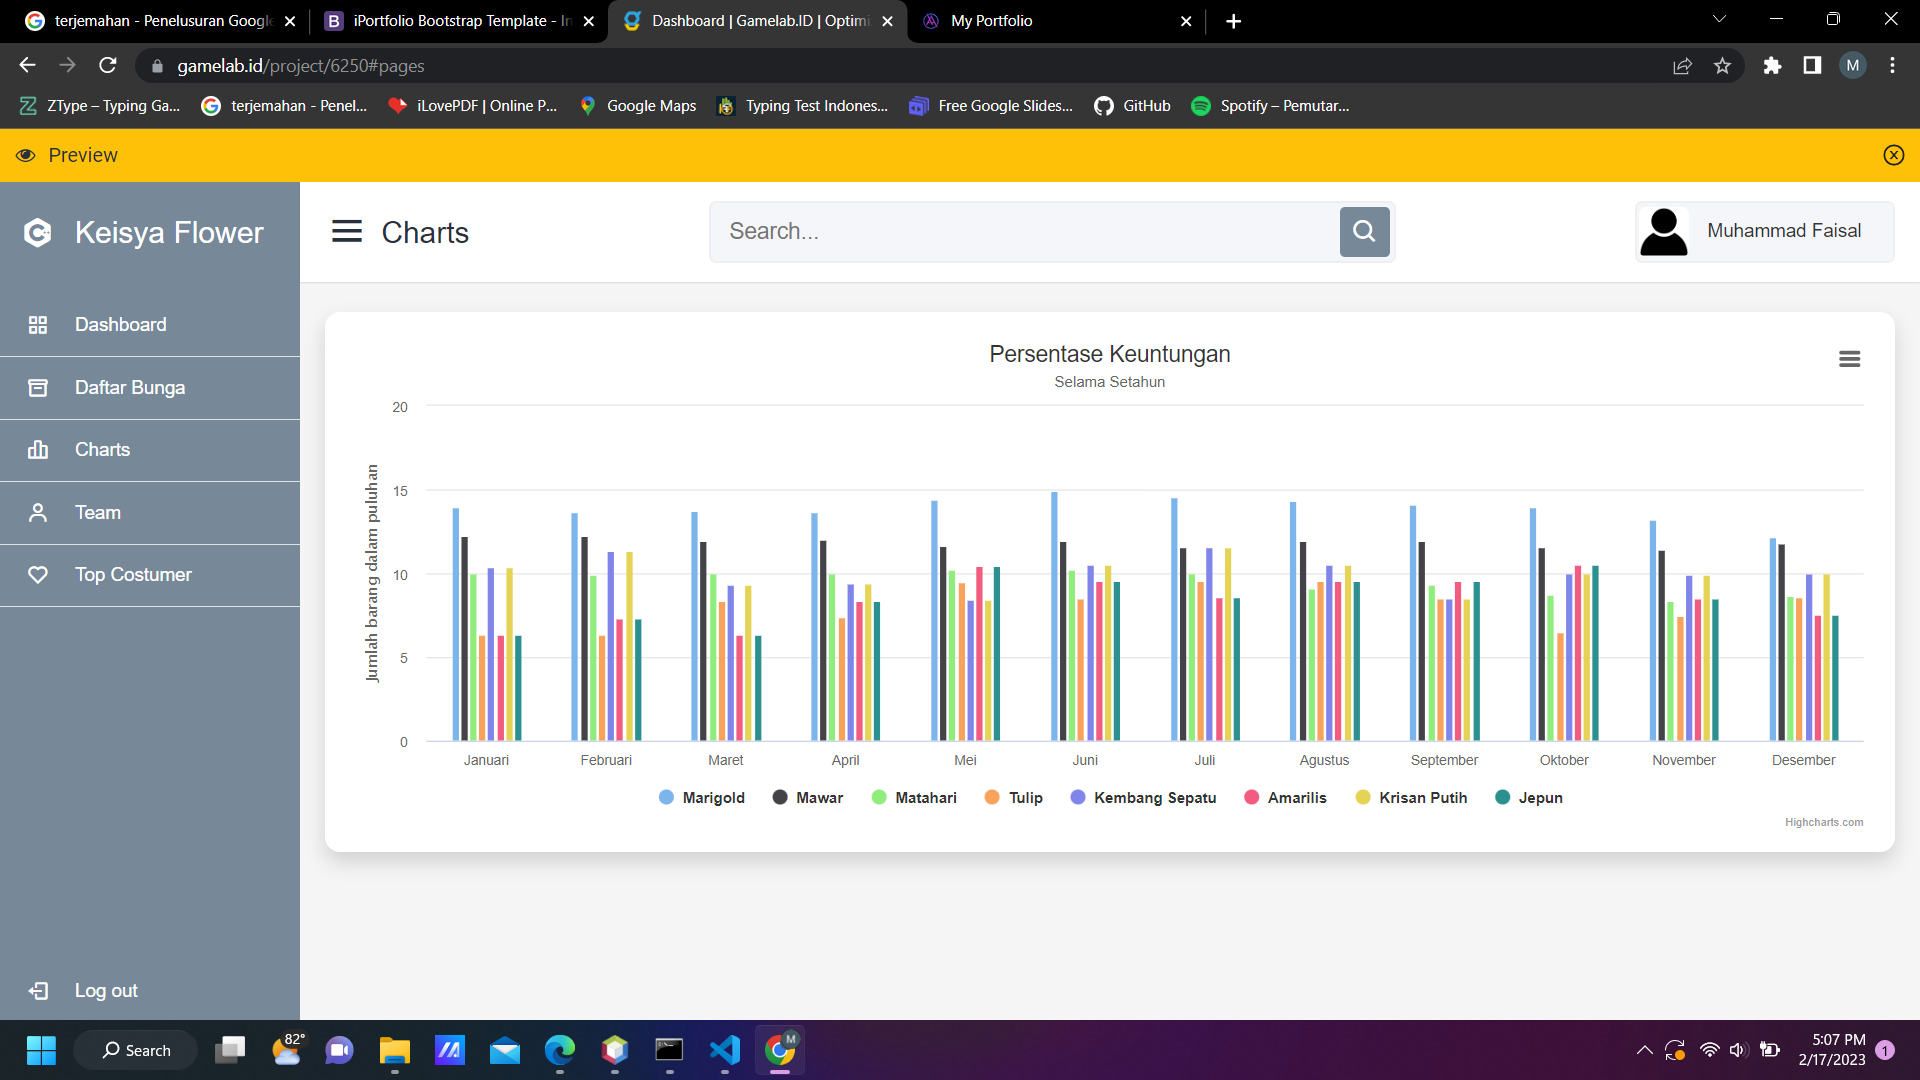 terjemahan - Penelusuran Google
iPortfolio Bootstrap Template - In
Dashboard | Gamelab.ID | Optimi
My Portfolio
gamelab.id/project/6250#pages
M
ZType – Typing Ga...
terjemahan - Penel...
iLovePDF | Online P...
Google Maps
Typing Test Indones...
Free Google Slides...
GitHub
Spotify – Pemutar...
Preview
Keisya Flower
Charts
Search...
Muhammad Faisal
Dashboard
Daftar Bunga
Charts
Team
Top Costumer
Log out
Persentase Keuntungan
Selama Setahun
Jumlah barang dalam puluhan
20
15
10
5
0
Januari Februari Maret April Mei Juni Juli Agustus September Oktober November Desember
Marigold Mawar Matahari Tulip Kembang Sepatu Amarilis Krisan Putih Jepun
Highcharts.com
Search
82°
M
5:07 PM
2/17/2023
1